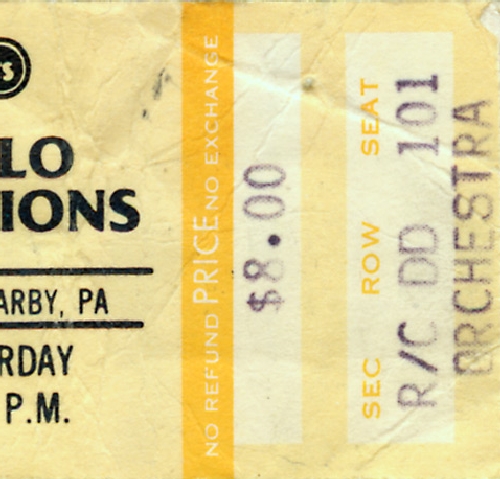 LO
IONS
ARBY, PA
RDAY
P.M.
NO REFUND PRICE NO EXCHANGE
$8.00
SEC ROW SEAT
R/C DD 101
ORCHESTRA